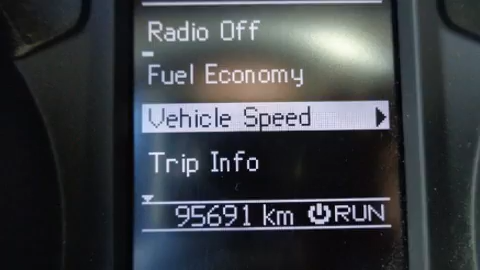 Radio Off
Fuel Economy
Vehicle Speed
Trip Info
95691 km RUN